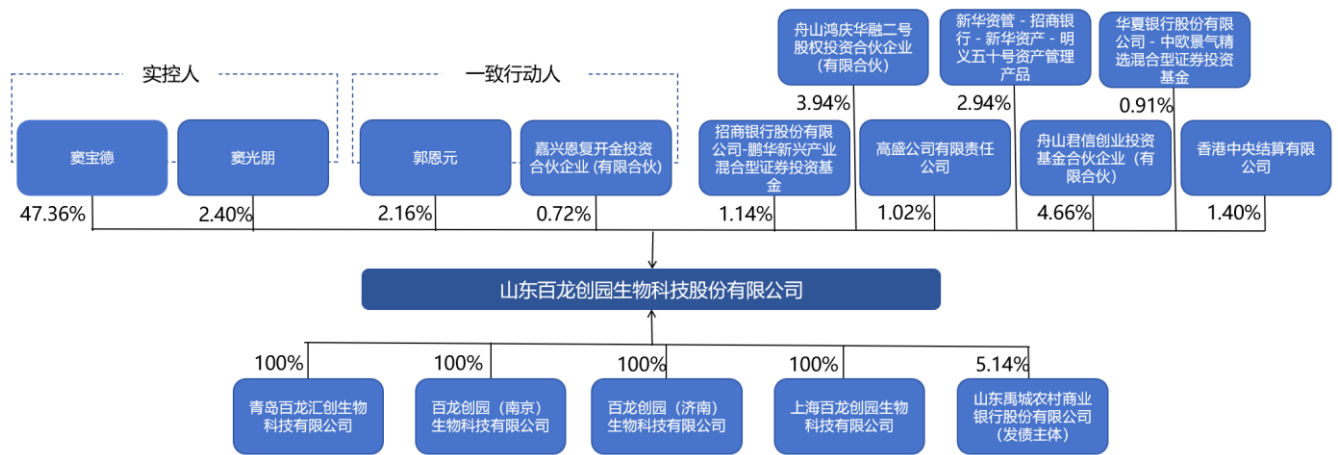 实控人
一致行动人
舟山鸿庆华融二号
股权投资合伙企业
（有限合伙）
新华资管－招商银
行－新华资产－明
义五十号资产管理
产品
华夏银行股份有限
公司－中欧景气精
选混合型证券投资
基金
3.94%
2.94%
0.91%
窦宝德
窦光朋
郭恩元
嘉兴恩复开金投资
合伙企业 (有限合伙)
招商银行股份有限
公司-鹏华新兴产业
混合型证券投资基
金
高盛公司有限责任
公司
舟山君信创业投资
基金合伙企业（有
限合伙）
香港中央结算有限
公司
47.36%
2.40%
2.16%
0.72%
1.14%
1.02%
4.66%
1.40%
山东百龙创园生物科技股份有限公司
100%
100%
100%
100%
5.14%
青岛百龙汇创生物
科技有限公司
百龙创园（南京）
生物科技有限公司
百龙创园（济南）
生物科技有限公司
上海百龙创园生物
科技有限公司
山东禹城农村商业
银行股份有限公司
（发债主体）